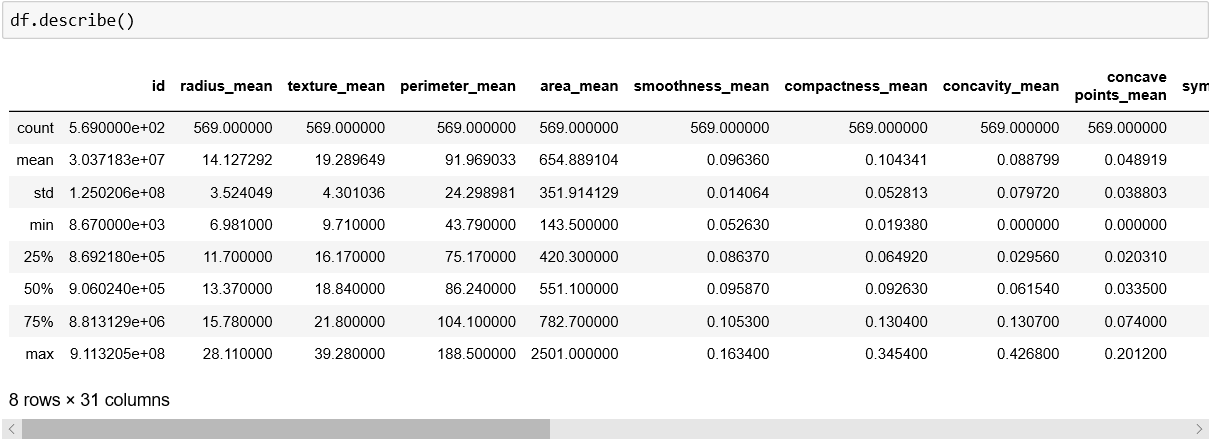 df.describe()
id radius_mean texture_mean perimeter_mean area_mean smoothness_mean compactness_mean concavity_mean concave points_mean sym
count 5.690000e+02 569.000000 569.000000 569.000000 569.000000 569.000000 569.000000 569.000000 569.000000
mean 3.037183e+07 14.127292 19.289649 91.969033 654.889104 0.096360 0.104341 0.088799 0.048919
std 1.250206e+08 3.524049 4.301036 24.298981 351.914129 0.014064 0.052813 0.079720 0.038803
min 8.670000e+03 6.981000 9.710000 43.790000 143.500000 0.052630 0.019380 0.000000 0.000000
25% 8.692180e+05 11.700000 16.170000 75.170000 420.300000 0.086370 0.064920 0.029560 0.020310
50% 9.060240e+05 13.370000 18.840000 86.240000 551.100000 0.095870 0.092630 0.061540 0.033500
75% 8.813129e+06 15.780000 21.800000 104.100000 782.700000 0.105300 0.130400 0.130700 0.074000
max 9.113205e+08 28.110000 39.280000 188.500000 2501.000000 0.163400 0.345400 0.426800 0.201200
8 rows × 31 columns